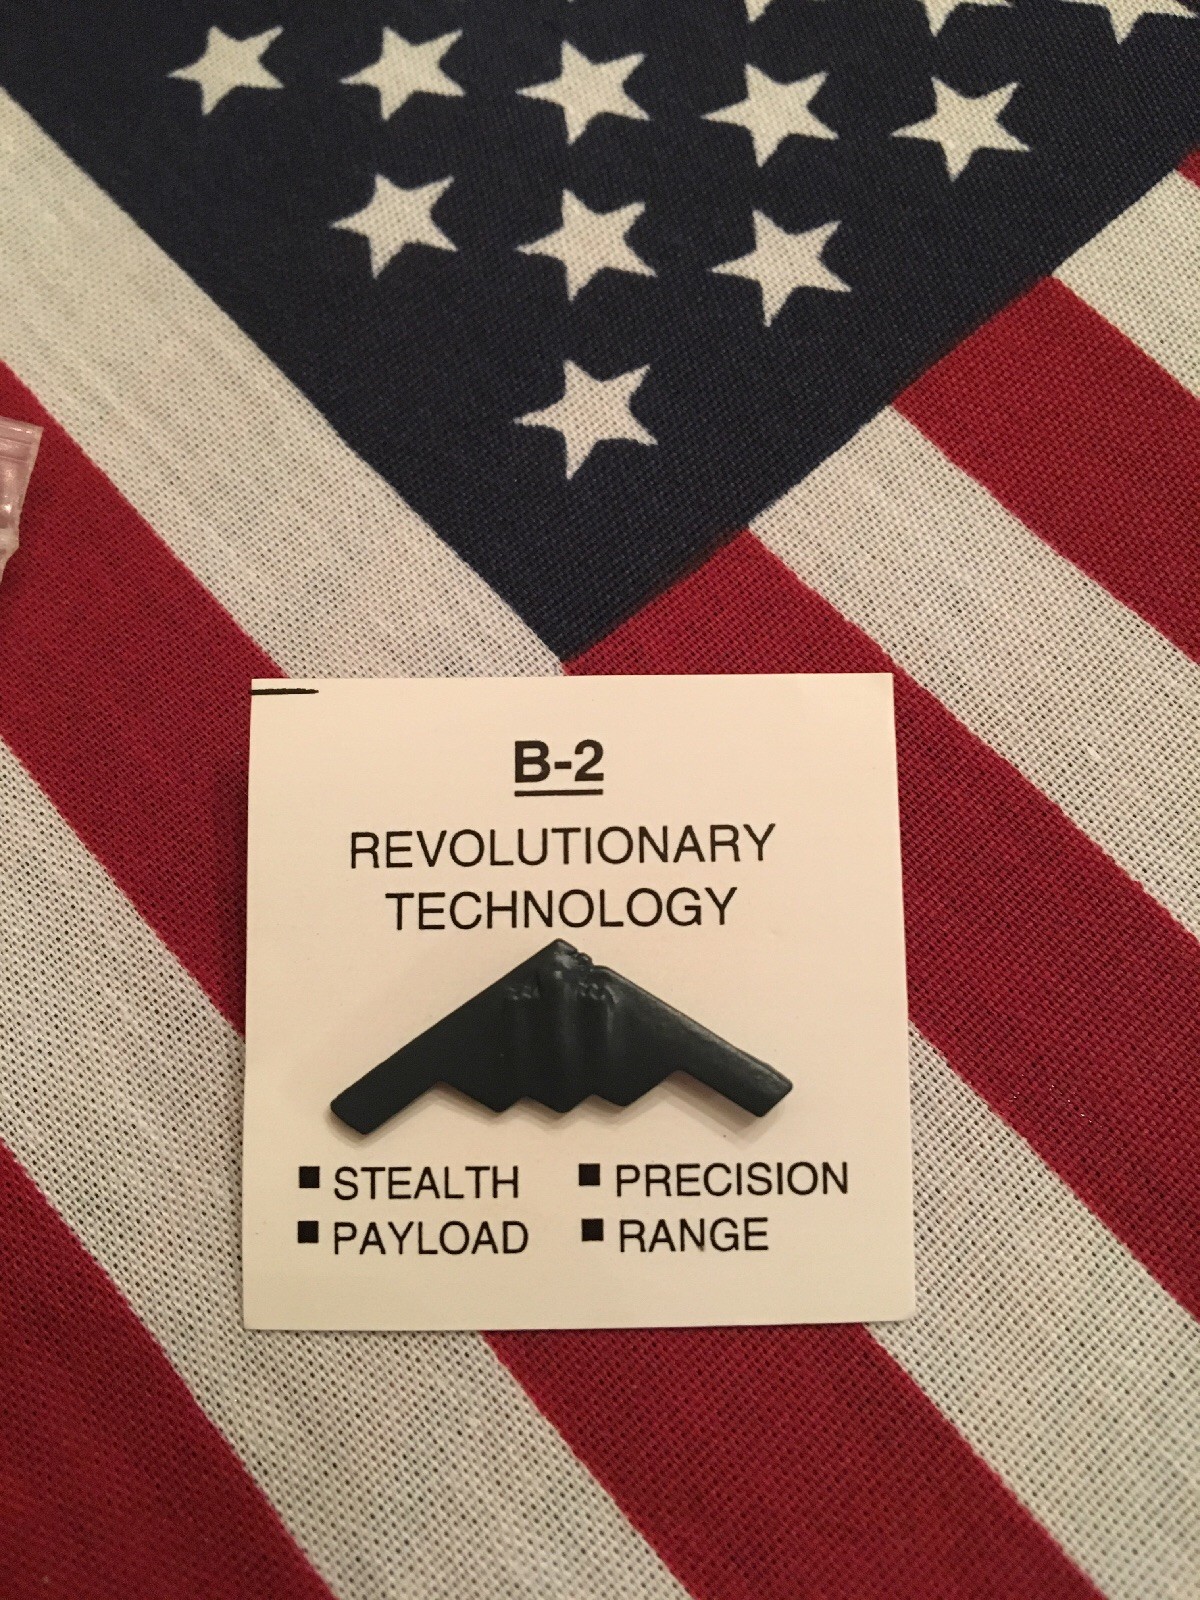 B-2
REVOLUTIONARY
TECHNOLOGY
■ STEALTH ■ PRECISION
■ PAYLOAD ■ RANGE